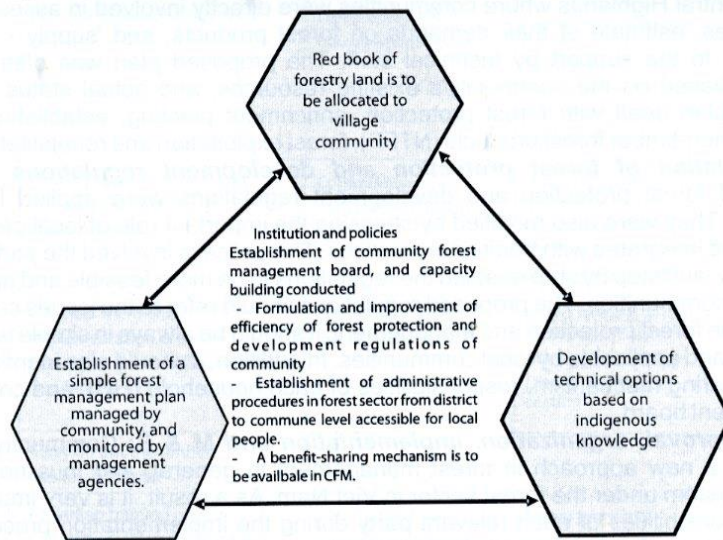 Red book of
forestry land is to
be allocated to
village
community
Instituion and policies
Establishment of community forest
management board, and capacity
building conducted
Formulation and improvement of
efficiency of forest protection and
development regulations of
community
Establishment of administrative
procedures in forest sector from district
to commune level accessible for local
people.
- A benefit-sharing mechanism is to
be availbale in CFM.
Establishment of a
simple forest
management plan
managed by
community, and
monitored by
management
agencies.
Development of
technical options
based on
indigenous
knowledge